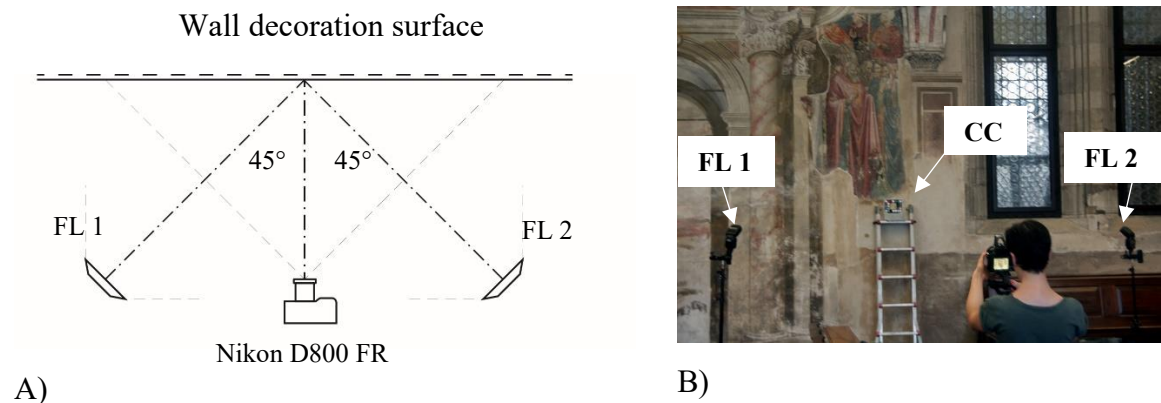 Wall decoration surface
45° 45°
FL 1
FL 2
Nikon D800 FR
A)
FL 1
CC
FL 2
B)